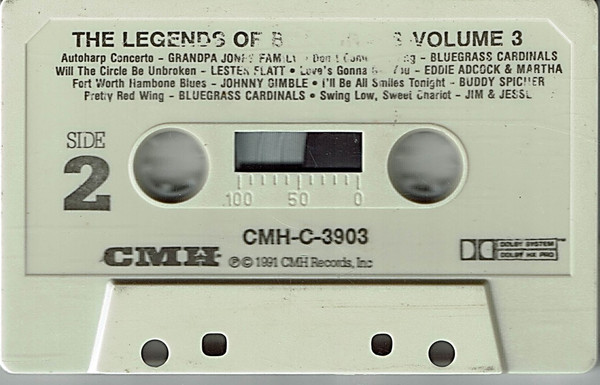 THE LEGENDS OF B VOLUME 3
Autoharp Concerto – GRANDPA JONES FAMILY • – BLUEGRASS CARDINALS
Will The Circle Be Unbroken – LESTER FLATT • Love's Gonna – EDDIE ADCOCK & MARTHA
Fort Worth Hambone Blues – JOHNNY GIMBLE • I'll Be All Smiles Tonight – BUDDY SPICHER
Pretty Red Wing – BLUEGRASS CARDINALS • Swing Low, Sweet Chariot – JIM & JESSE
SIDE
2
100 50 0
CMH-C-3903
CMH ℗ © 1991 CMH Records, Inc
DOLBY SYSTEM™
DOLBY HX PRO